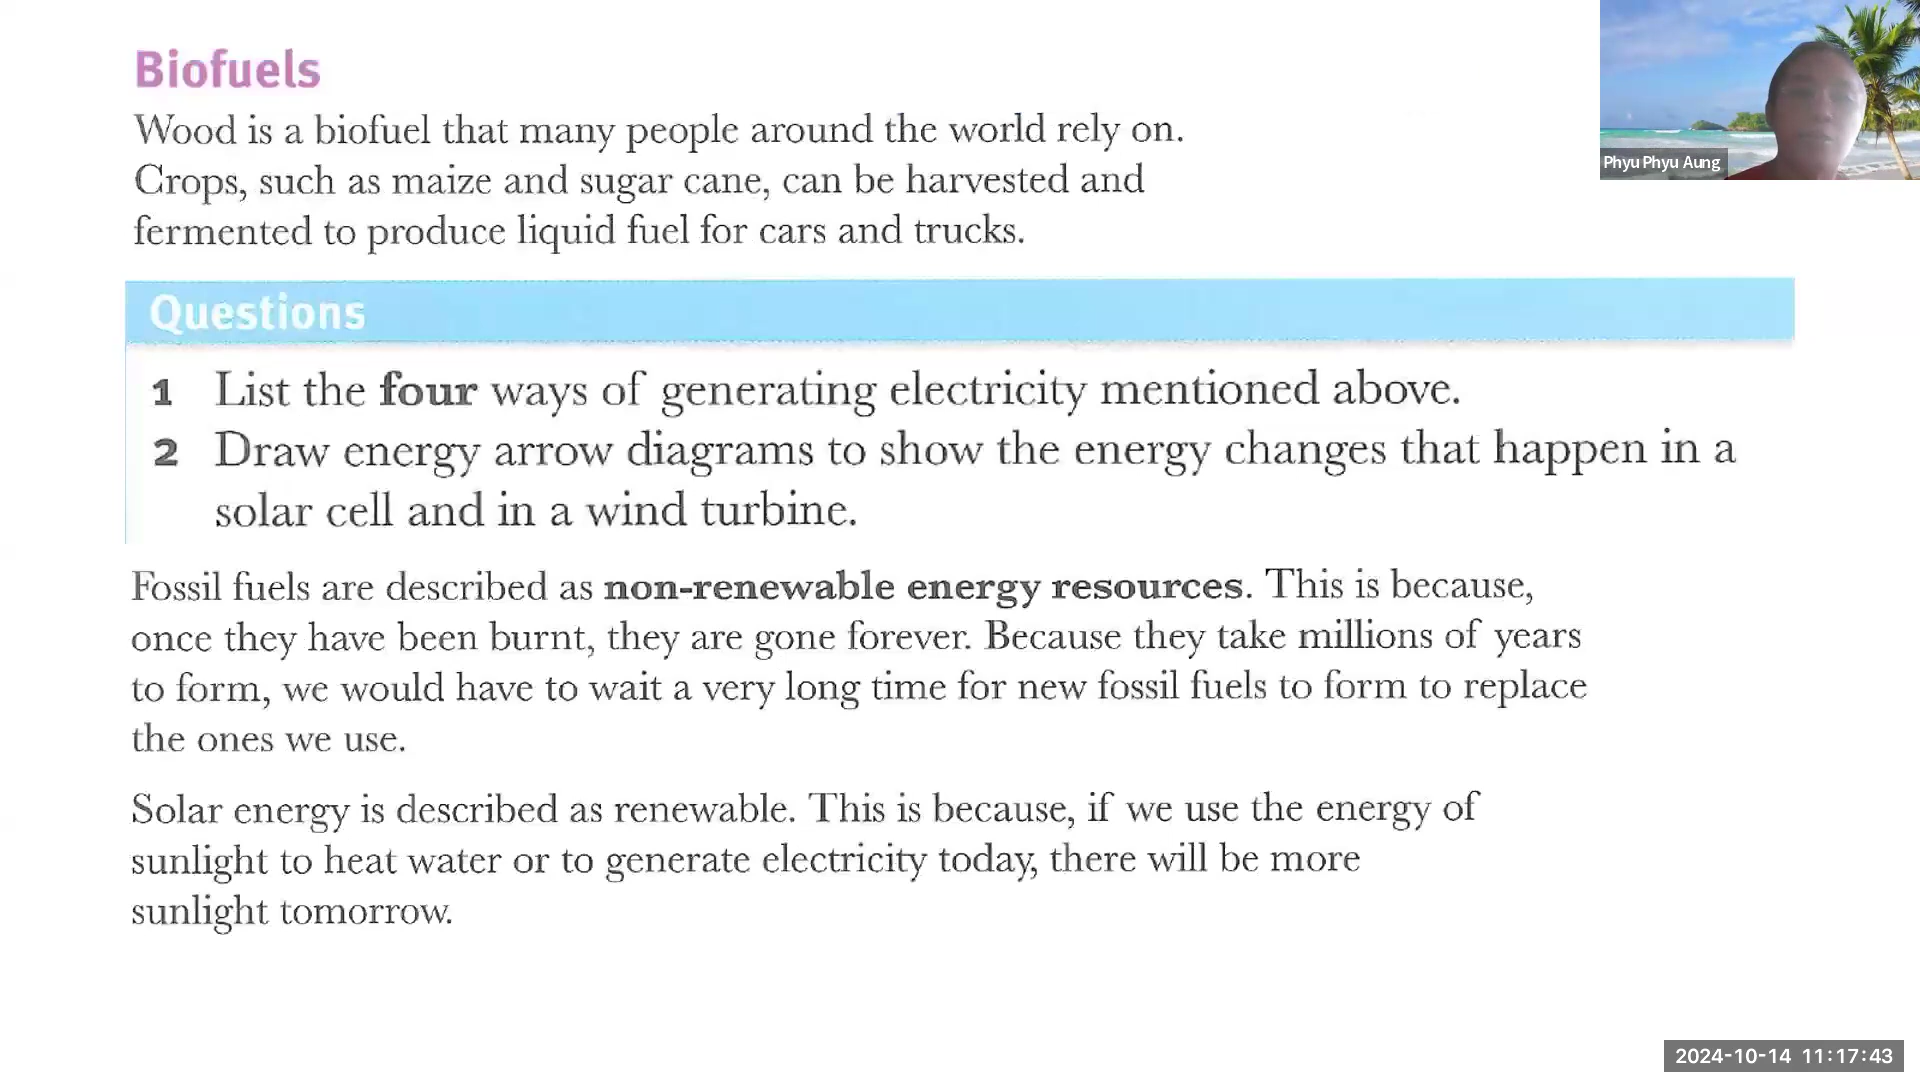 Biofuels
Wood is a biofuel that many people around the world rely on.
Crops, such as maize and sugar cane, can be harvested and
fermented to produce liquid fuel for cars and trucks.
Phyu Phyu Aung
Questions
1 List the four ways of generating electricity mentioned above.
2 Draw energy arrow diagrams to show the energy changes that happen in a
solar cell and in a wind turbine.
Fossil fuels are described as non-renewable energy resources. This is because,
once they have been burnt, they are gone forever. Because they take millions of years
to form, we would have to wait a very long time for new fossil fuels to form to replace
the ones we use.
Solar energy is described as renewable. This is because, if we use the energy of
sunlight to heat water or to generate electricity today, there will be more
sunlight tomorrow.
2024-10-14 11:17:43